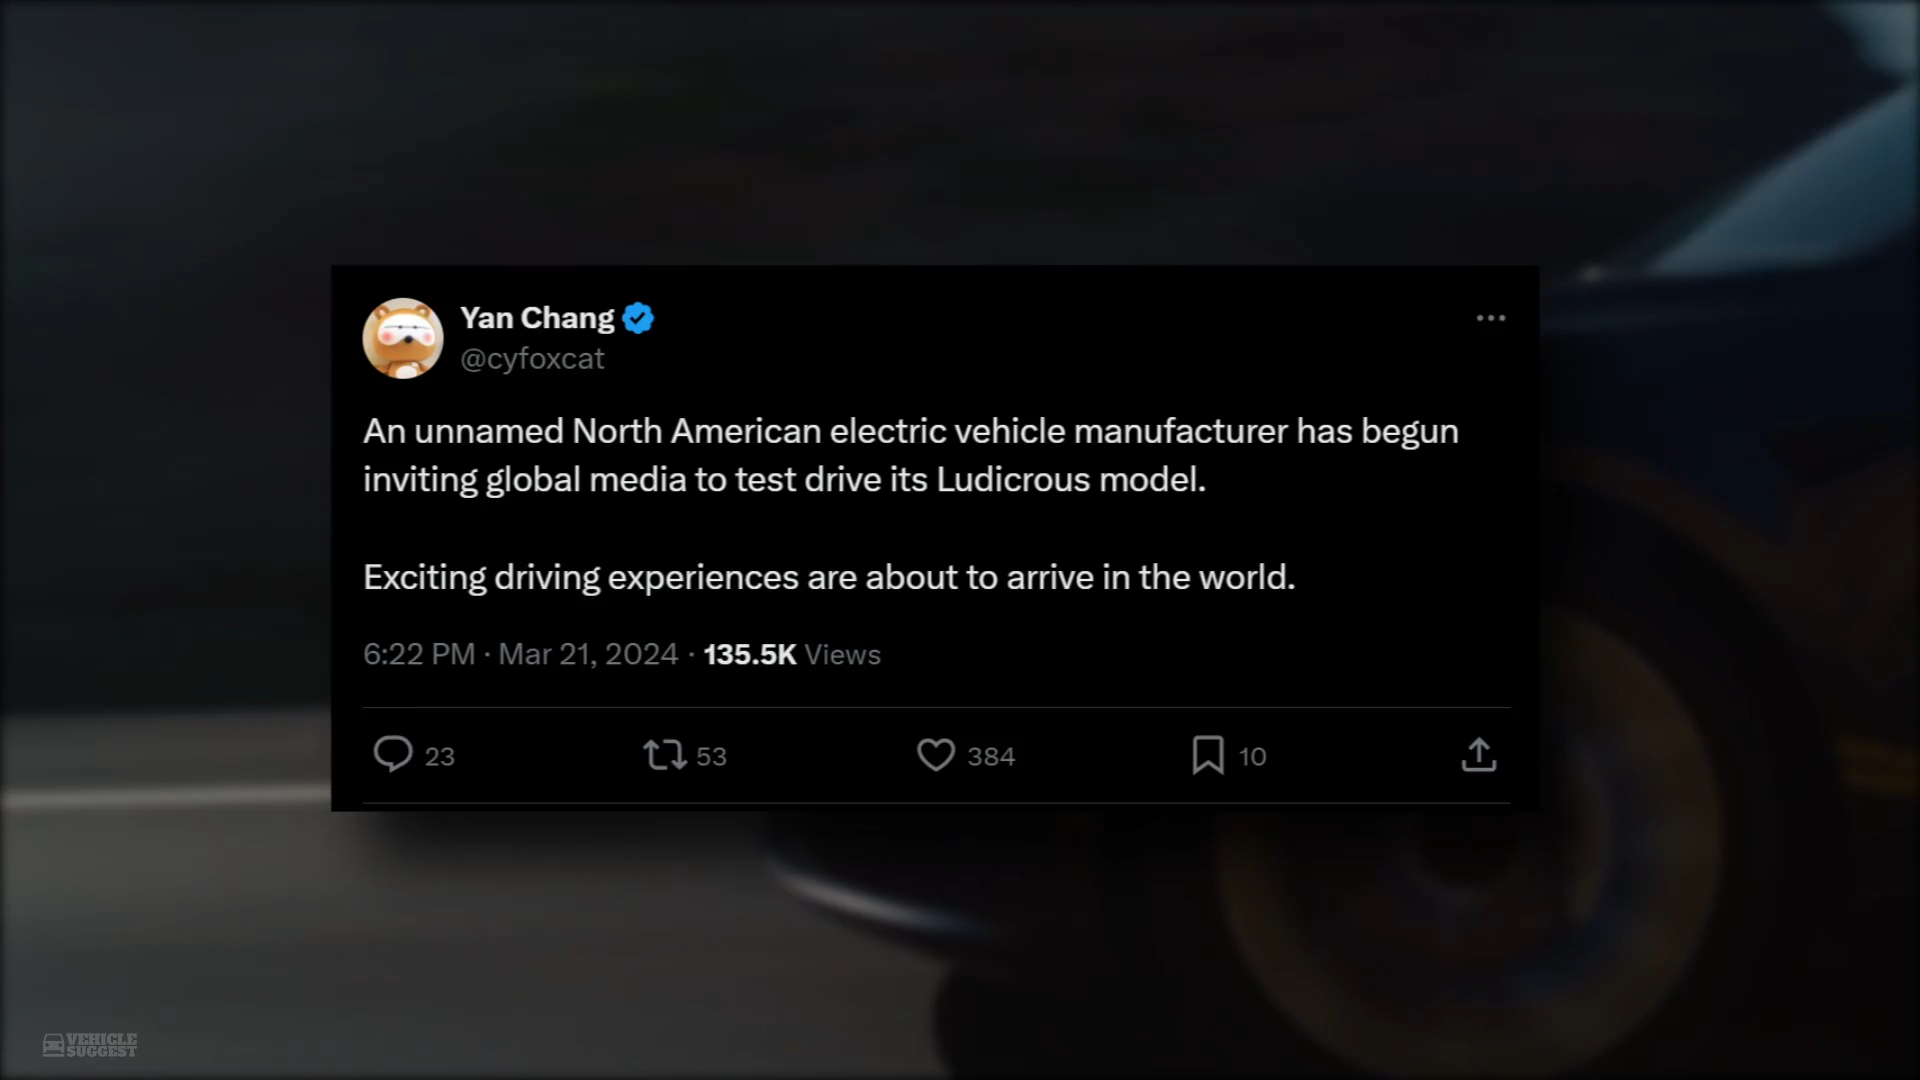 Yan Chang
@cyfoxcat
An unnamed North American electric vehicle manufacturer has begun
inviting global media to test drive its Ludicrous model.
Exciting driving experiences are about to arrive in the world.
6:22 PM · Mar 21, 2024 · 135.5K Views
23 53 384 10
VEHICLE
SUGGEST